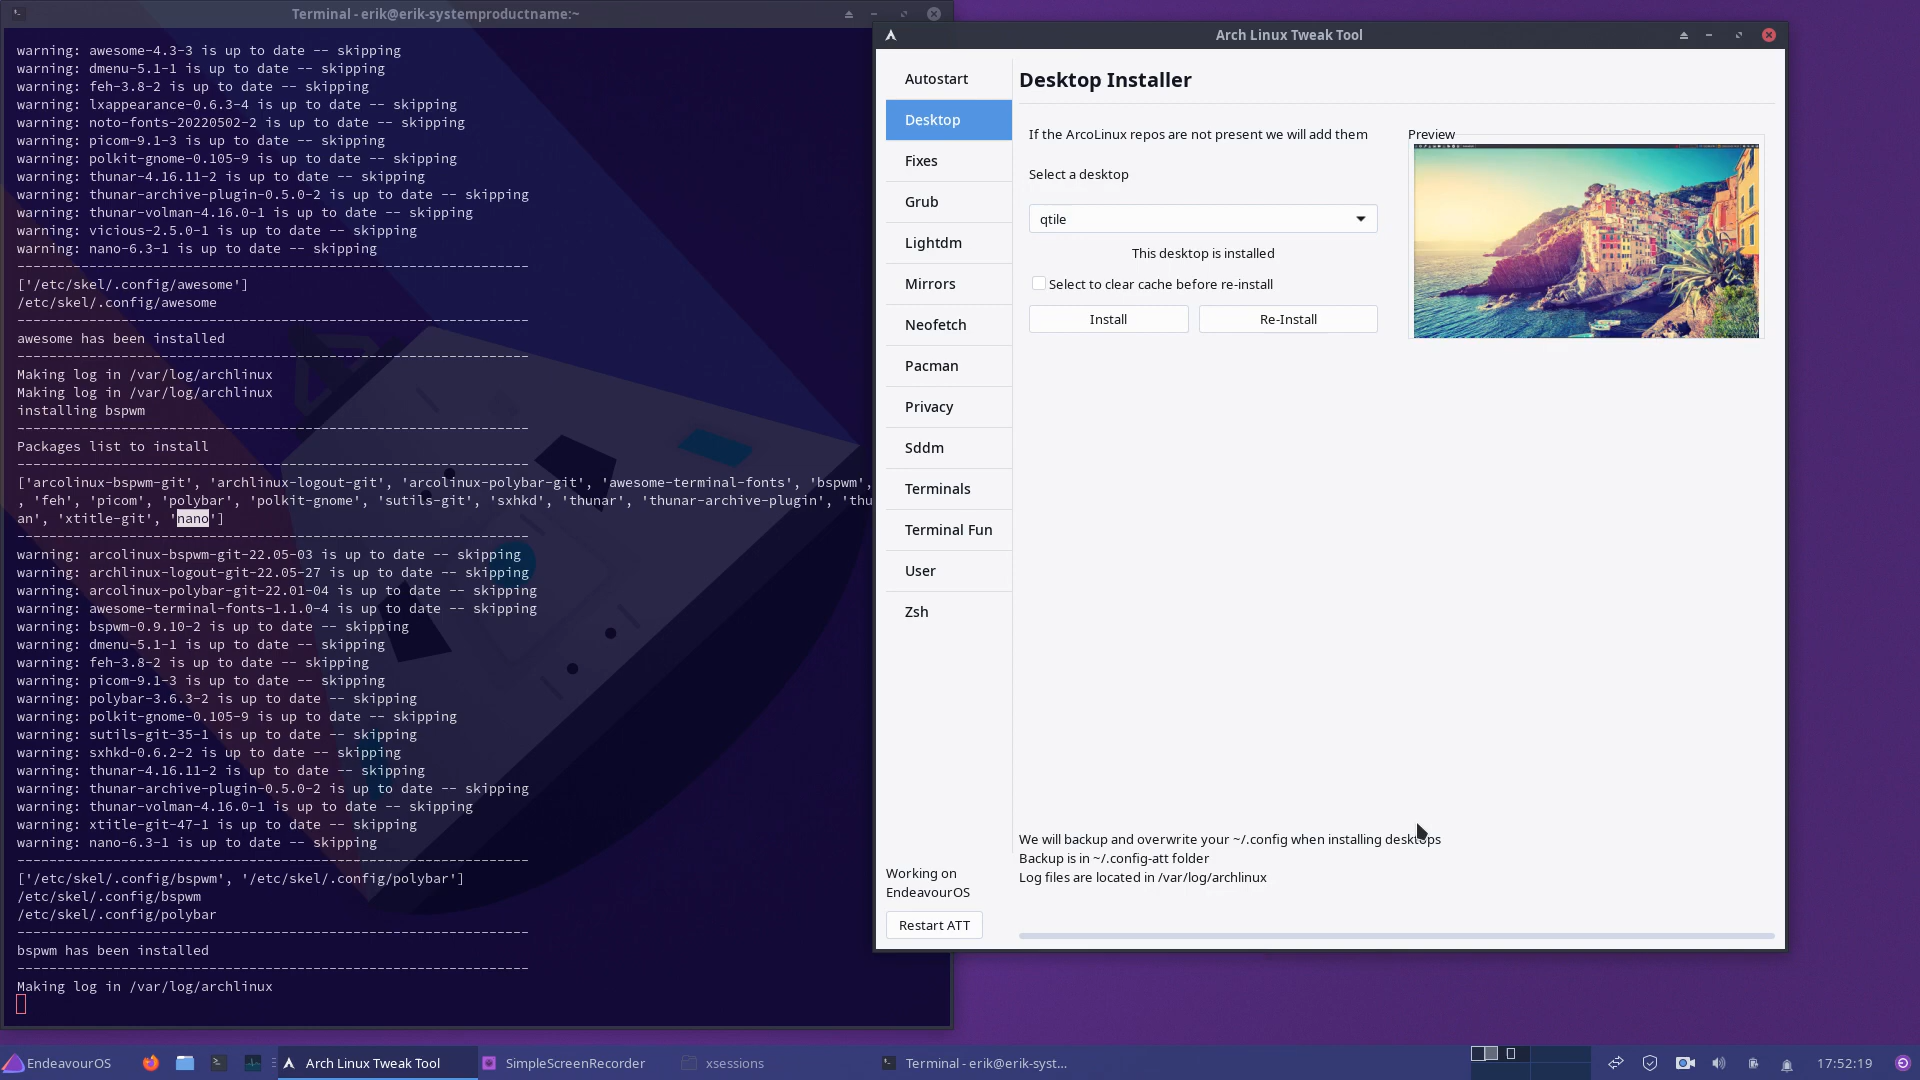 Terminal - erik@erik-systemproductname:~
warning: awesome-4.3-3 is up to date -- skipping
warning: dmenu-5.1-1 is up to date -- skipping
warning: feh-3.8-2 is up to date -- skipping
warning: lxappearance-0.6.3-4 is up to date -- skipping
warning: noto-fonts-20220502-2 is up to date -- skipping
warning: picom-9.1-3 is up to date -- skipping
warning: polkit-gnome-0.105-9 is up to date -- skipping
warning: thunar-4.16.11-2 is up to date -- skipping
warning: thunar-archive-plugin-0.5.0-2 is up to date -- skipping
warning: thunar-volman-4.16.0-1 is up to date -- skipping
warning: vicious-2.5.0-1 is up to date -- skipping
warning: nano-6.3-1 is up to date -- skipping
----------------------------------------------------------------
['/etc/skel/.config/awesome']
/etc/skel/.config/awesome
----------------------------------------------------------------
awesome has been installed
----------------------------------------------------------------
Making log in /var/log/archlinux
Making log in /var/log/archlinux
installing bspwm
----------------------------------------------------------------
Packages list to install
----------------------------------------------------------------
['arcolinux-bspwm-git', 'archlinux-logout-git', 'arcolinux-polybar-git', 'awesome-terminal-fonts', 'bspwm',
, 'feh', 'picom', 'polybar', 'polkit-gnome', 'sutils-git', 'sxhkd', 'thunar', 'thunar-archive-plugin', 'thu
an', 'xtitle-git', 'nano']
----------------------------------------------------------------
warning: arcolinux-bspwm-git-22.05-03 is up to date -- skipping
warning: archlinux-logout-git-22.05-27 is up to date -- skipping
warning: arcolinux-polybar-git-22.01-04 is up to date -- skipping
warning: awesome-terminal-fonts-1.1.0-4 is up to date -- skipping
warning: bspwm-0.9.10-2 is up to date -- skipping
warning: dmenu-5.1-1 is up to date -- skipping
warning: feh-3.8-2 is up to date -- skipping
warning: picom-9.1-3 is up to date -- skipping
warning: polybar-3.6.3-2 is up to date -- skipping
warning: polkit-gnome-0.105-9 is up to date -- skipping
warning: sutils-git-35-1 is up to date -- skipping
warning: sxhkd-0.6.2-2 is up to date -- skipping
warning: thunar-4.16.11-2 is up to date -- skipping
warning: thunar-archive-plugin-0.5.0-2 is up to date -- skipping
warning: thunar-volman-4.16.0-1 is up to date -- skipping
warning: xtitle-git-47-1 is up to date -- skipping
warning: nano-6.3-1 is up to date -- skipping
----------------------------------------------------------------
['/etc/skel/.config/bspwm', '/etc/skel/.config/polybar']
/etc/skel/.config/bspwm
/etc/skel/.config/polybar
----------------------------------------------------------------
bspwm has been installed
----------------------------------------------------------------
Making log in /var/log/archlinux
Arch Linux Tweak Tool
Autostart
Desktop
Fixes
Grub
Lightdm
Mirrors
Neofetch
Pacman
Privacy
Sddm
Terminals
Terminal Fun
User
Zsh
Working on
EndeavourOS
Restart ATT
Desktop Installer
If the ArcoLinux repos are not present we will add them
Select a desktop
qtile
This desktop is installed
Select to clear cache before re-install
Install
Re-Install
Preview
We will backup and overwrite your ~/.config when installing desktops
Backup is in ~/.config-att folder
Log files are located in /var/log/archlinux
EndeavourOS
Arch Linux Tweak Tool
SimpleScreenRecorder
xsessions
Terminal - erik@erik-syst...
17:52:19